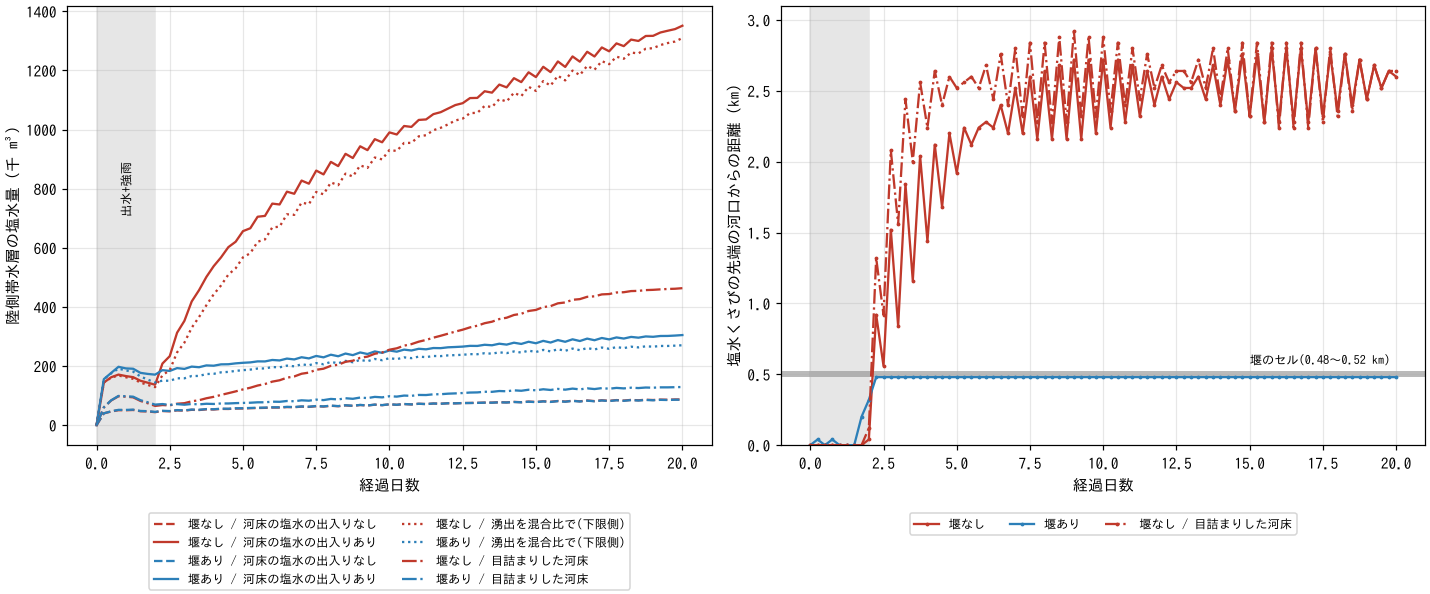 1400
1200
1000
800
600
400
200
0
陸側帯水層の塩水量 (千 m³)
出水+強雨
0.0 2.5 5.0 7.5 10.0 12.5 15.0 17.5 20.0
経過日数
堰なし / 河床の塩水の出入りなし
堰なし / 河床の塩水の出入りあり
堰あり / 河床の塩水の出入りなし
堰あり / 河床の塩水の出入りあり
堰なし / 湧出を混合比で(下限側)
堰あり / 湧出を混合比で(下限側)
堰なし / 目詰まりした河床
堰あり / 目詰まりした河床
3.0
2.5
2.0
1.5
1.0
0.5
0.0
塩水くさびの先端の河口からの距離 (km)
堰のセル(0.48〜0.52 km)
0.0 2.5 5.0 7.5 10.0 12.5 15.0 17.5 20.0
経過日数
堰なし 堰あり 堰なし / 目詰まりした河床